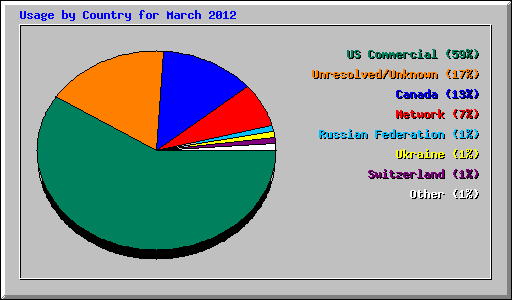 Usage by Country for March 2012
US Commercial (59%)
Unresolved/Unknown (17%)
Canada (13%)
Network (7%)
Russian Federation (1%)
Ukraine (1%)
Switzerland (1%)
Other (1%)